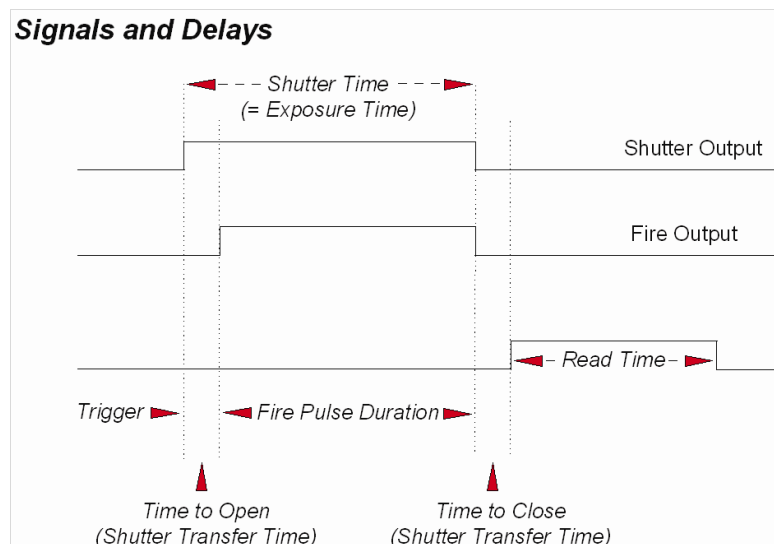 Signals and Delays
Shutter Time
(= Exposure Time)
Shutter Output
Fire Output
Read Time
Trigger
Fire Pulse Duration
Time to Open
(Shutter Transfer Time)
Time to Close
(Shutter Transfer Time)